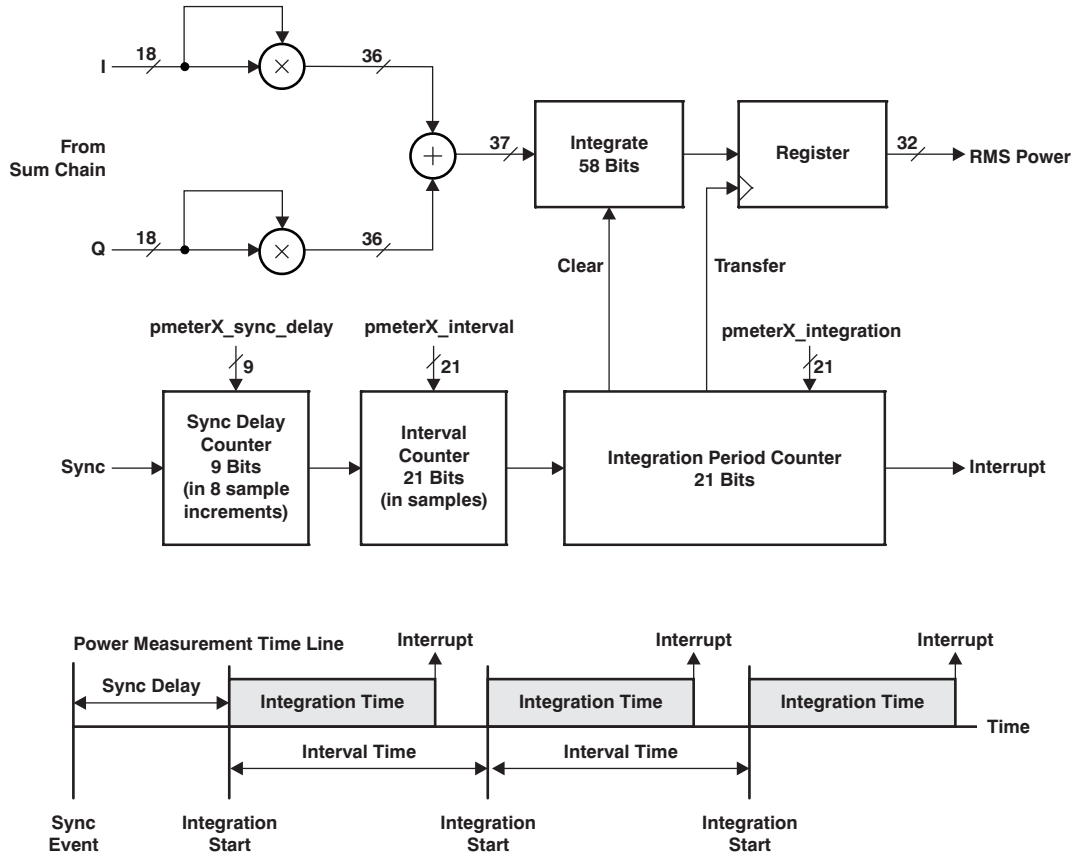 I
18
×
36
From
Sum Chain
+
37
Integrate
58 Bits
Register
32
RMS Power
Q
18
×
36
Clear
Transfer
pmeterX_sync_delay
9
pmeterX_interval
21
pmeterX_integration
21
Sync
Sync Delay
Counter
9 Bits
(in 8 sample
increments)
Interval
Counter
21 Bits
(in samples)
Integration Period Counter
21 Bits
Interrupt
Power Measurement Time Line
Interrupt
Interrupt
Interrupt
Sync Delay
Integration Time
Integration Time
Integration Time
Time
Interval Time
Interval Time
Sync
Event
Integration
Start
Integration
Start
Integration
Start